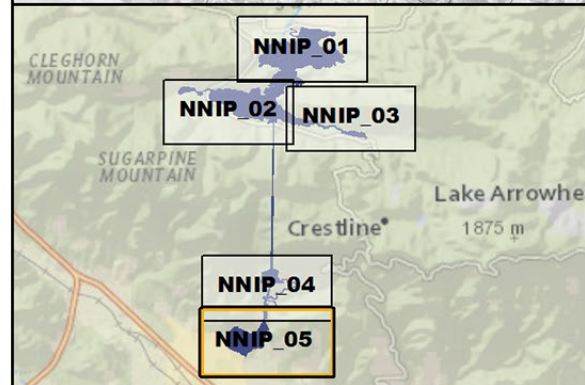 NNIP_01
CLEGHORN
MOUNTAIN
NNIP_02
NNIP_03
SUGARPINE
MOUNTAIN
Lake Arrowhe
Crestline
1875 m
NNIP_04
NNIP_05